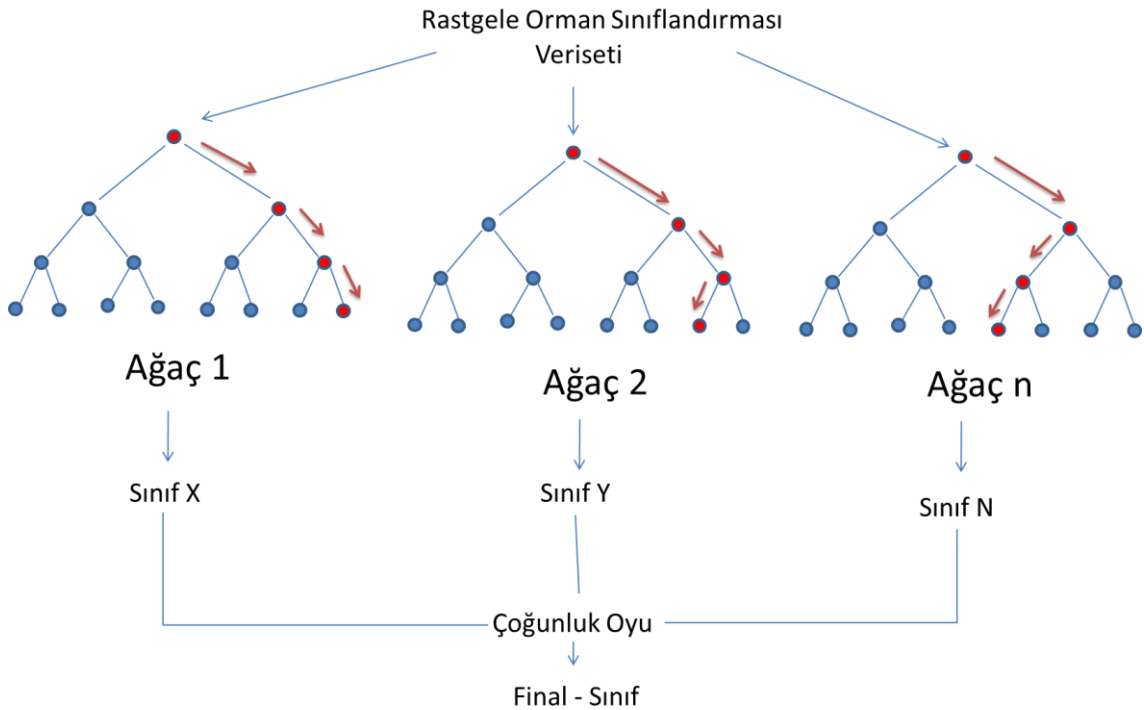 Rastgele Orman Sınıflandırması
Veriseti
Ağaç 1
Ağaç 2
Ağaç n
Sınıf X
Sınıf Y
Sınıf N
Çoğunluk Oyu
Final - Sınıf